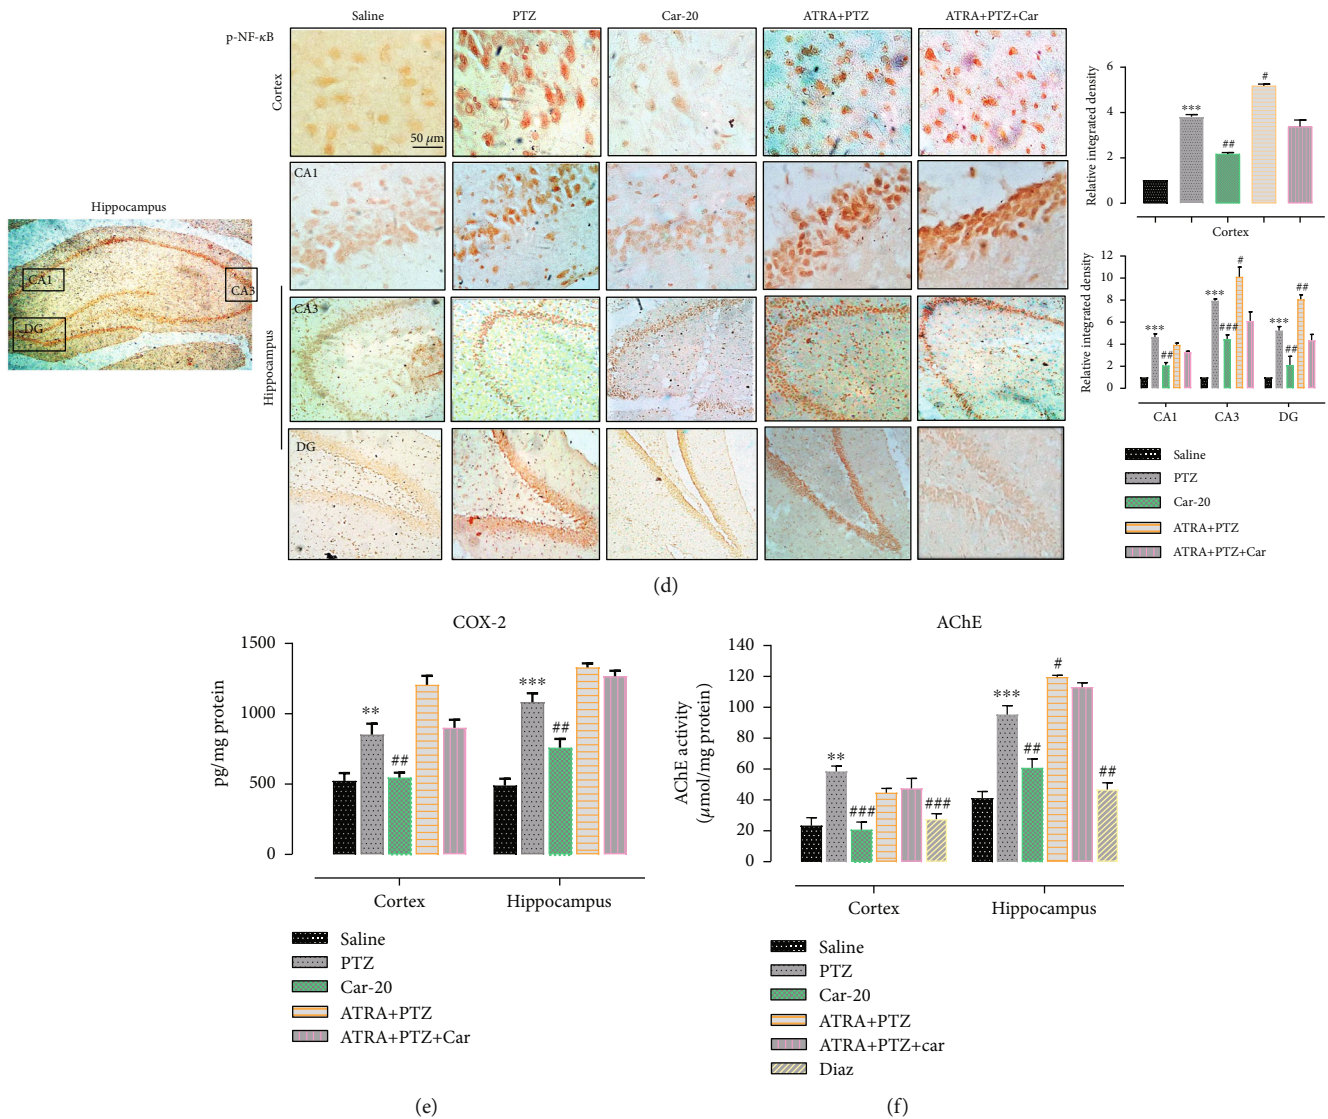 Saline PTZ Car-20 ATRA+PTZ ATRA+PTZ+Car
p-NF-κB
Cortex
50 μm
CA1
Hippocampus
CA1
CA3
DG
Hippocampus
CA3
DG
Relative integrated density
8
6
4
2
0
***
##
#
Cortex
Relative integrated density
12
10
8
6
4
2
0
***
##
***
###
#
***
##
##
CA1 CA3 DG
Saline
PTZ
Car-20
ATRA+PTZ
ATRA+PTZ+Car
(d)
COX-2
pg/mg protein
1500
1000
500
0
**
##
***
##
Cortex Hippocampus
Saline
PTZ
Car-20
ATRA+PTZ
ATRA+PTZ+Car
(e)
AChE
AChE activity
(μmol/mg protein)
140
120
100
80
60
40
20
0
**
###
###
***
##
#
##
Cortex Hippocampus
Saline
PTZ
Car-20
ATRA+PTZ
ATRA+PTZ+car
Diaz
(f)